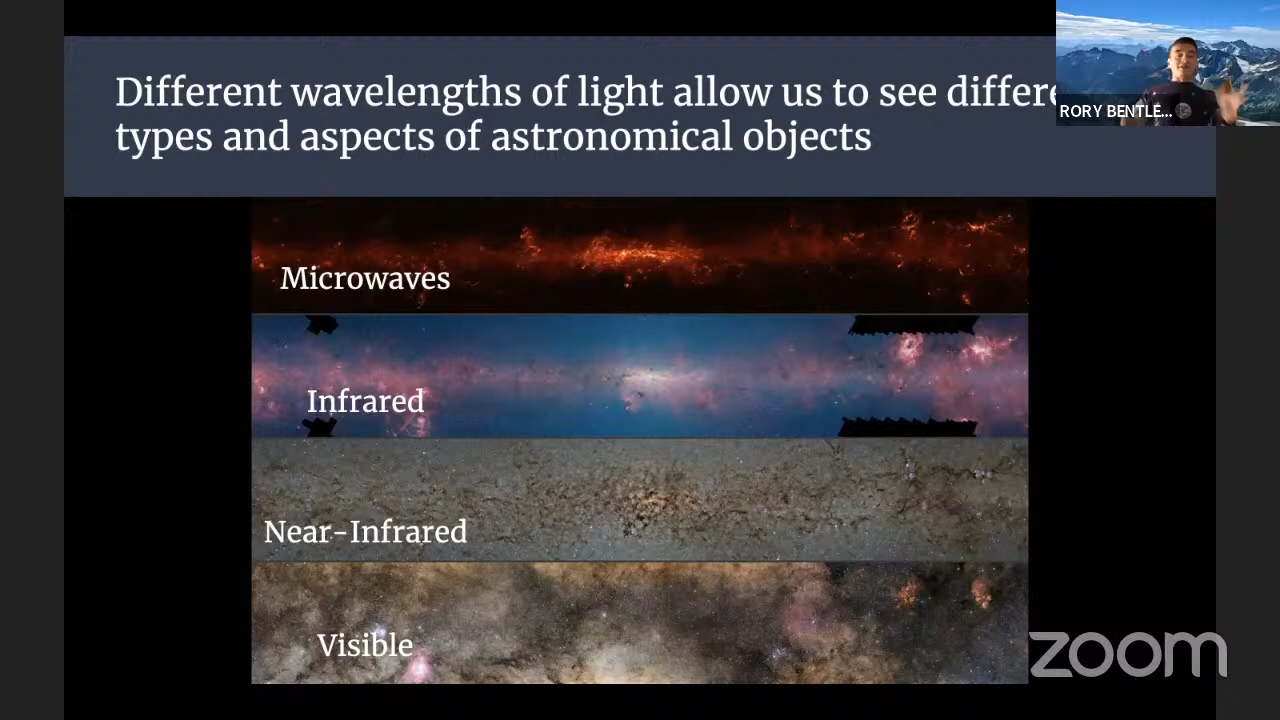 Different wavelengths of light allow us to see differe
types and aspects of astronomical objects
RORY BENTLE...
Microwaves
Infrared
Near-Infrared
Visible
zoom